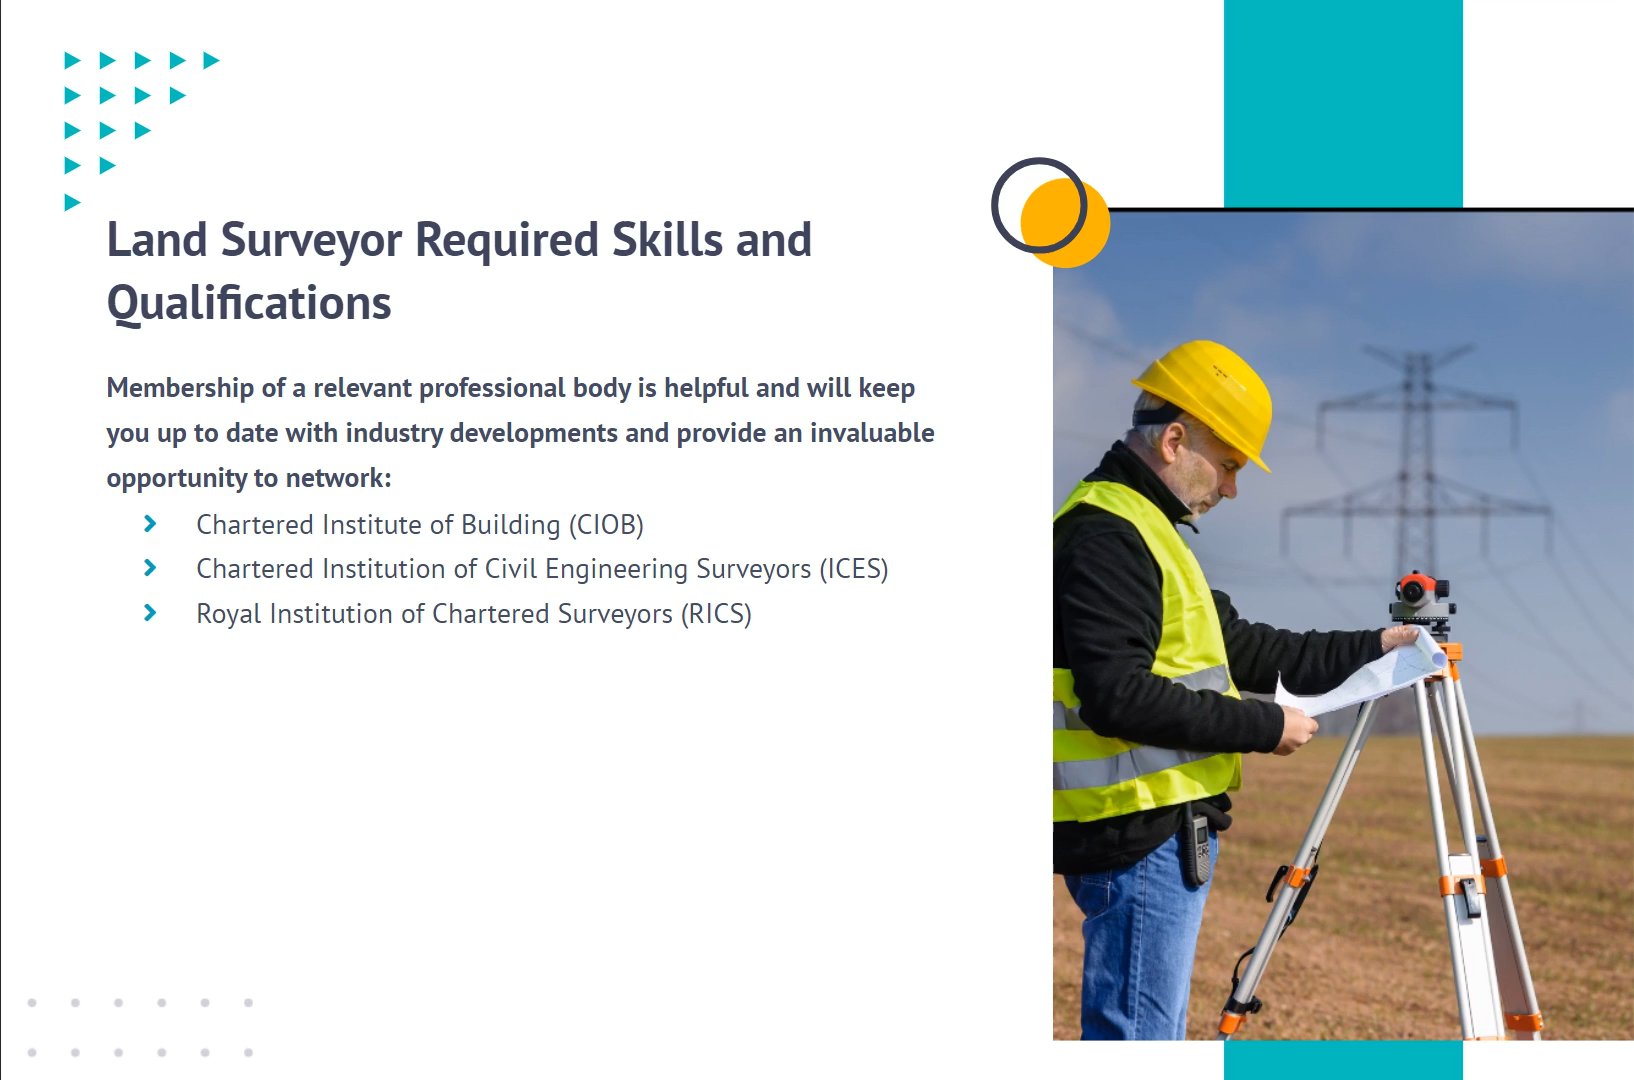 Land Surveyor Required Skills and
Qualifications
Membership of a relevant professional body is helpful and will keep
you up to date with industry developments and provide an invaluable
opportunity to network:
Chartered Institute of Building (CIOB)
Chartered Institution of Civil Engineering Surveyors (ICES)
Royal Institution of Chartered Surveyors (RICS)